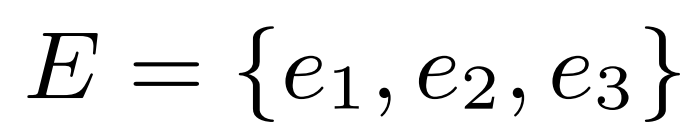 E = {e₁, e₂, e₃}